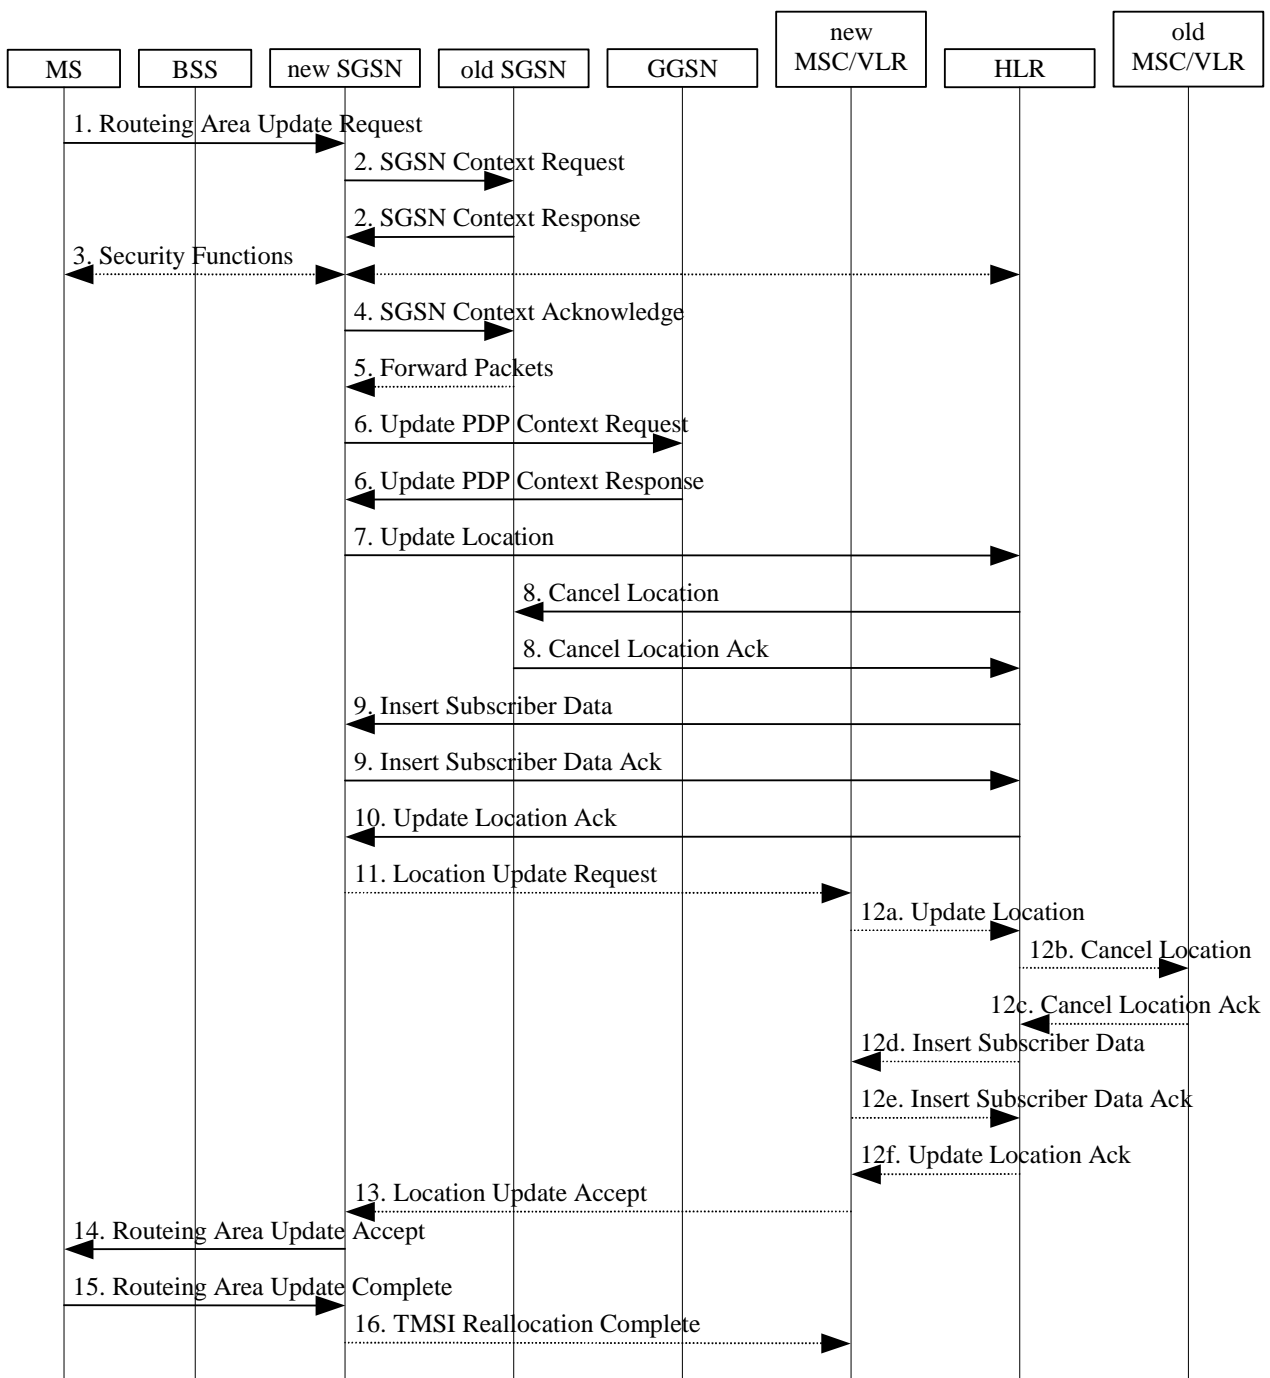 new
MSC/VLR
old
MSC/VLR
MS
BSS
new SGSN
old SGSN
GGSN
HLR
1. Routeing Area Update Request
2. SGSN Context Request
2. SGSN Context Response
3. Security Functions
4. SGSN Context Acknowledge
5. Forward Packets
6. Update PDP Context Request
6. Update PDP Context Response
7. Update Location
8. Cancel Location
8. Cancel Location Ack
9. Insert Subscriber Data
9. Insert Subscriber Data Ack
10. Update Location Ack
11. Location Update Request
12a. Update Location
12b. Cancel Location
12c. Cancel Location Ack
12d. Insert Subscriber Data
12e. Insert Subscriber Data Ack
12f. Update Location Ack
13. Location Update Accept
14. Routeing Area Update Accept
15. Routeing Area Update Complete
16. TMSI Reallocation Complete